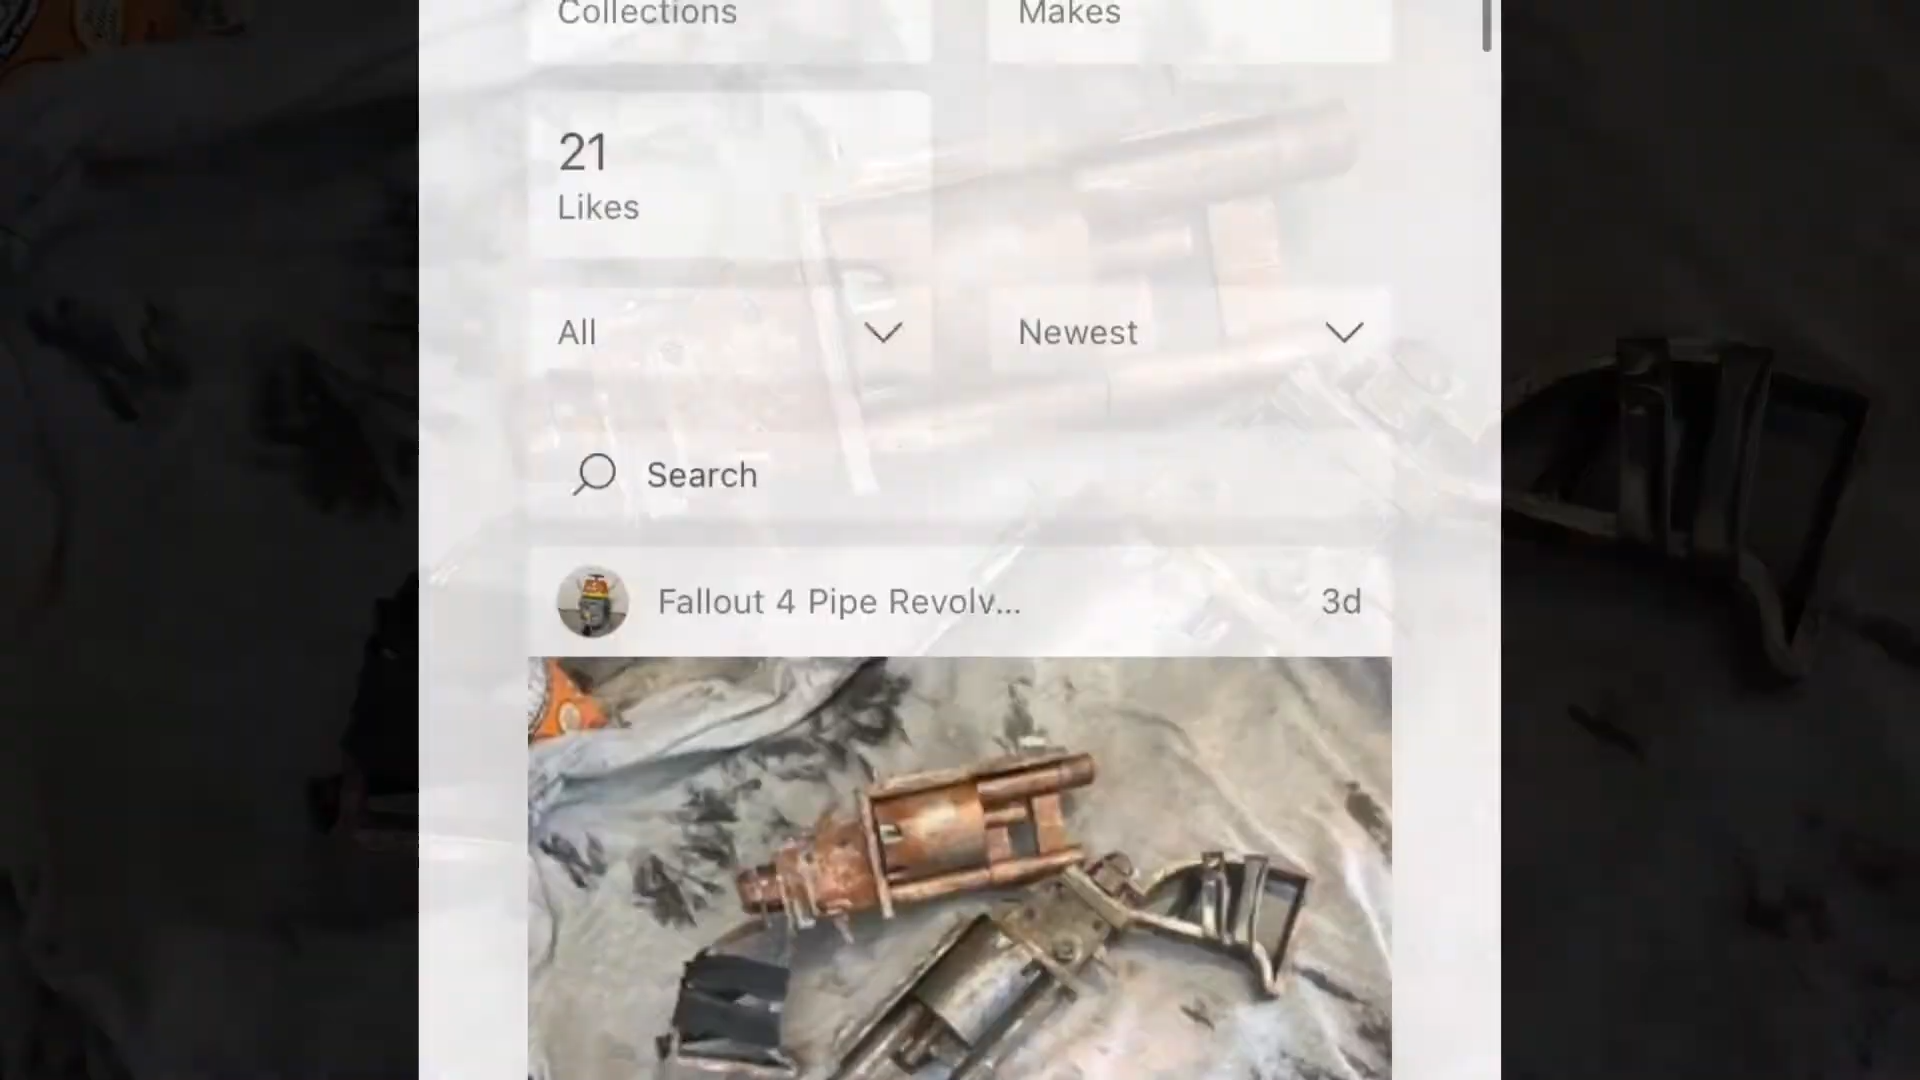 Collections
Makes
21
Likes
All
Newest
Search
Fallout 4 Pipe Revolv...
3d